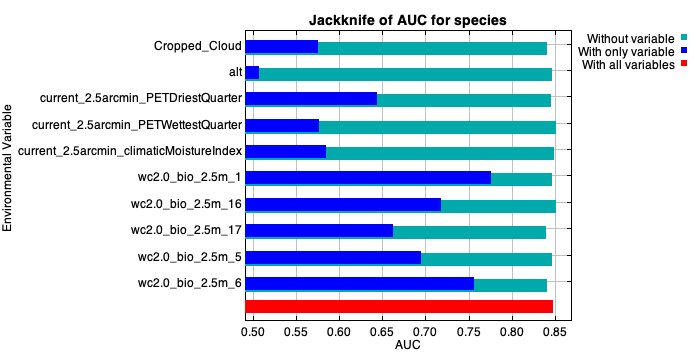 Jackknife of AUC for species
Without variable
With only variable
With all variables
Environmental Variable
Cropped_Cloud
alt
current_2.5arcmin_PETDriestQuarter
current_2.5arcmin_PETWettestQuarter
current_2.5arcmin_climaticMoistureIndex
wc2.0_bio_2.5m_1
wc2.0_bio_2.5m_16
wc2.0_bio_2.5m_17
wc2.0_bio_2.5m_5
wc2.0_bio_2.5m_6
0.50 0.55 0.60 0.65 0.70 0.75 0.80 0.85
AUC